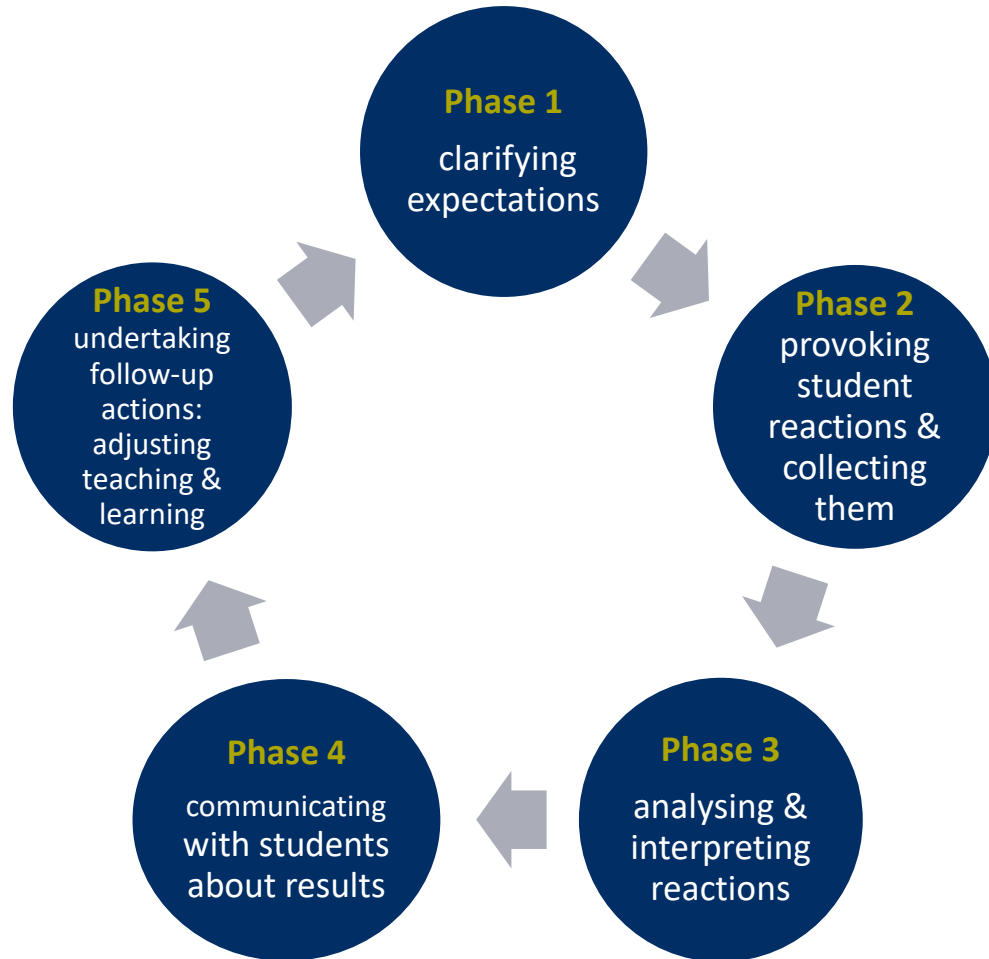 Phase 1
clarifying
expectations
Phase 2
provoking
student
reactions &
collecting
them
Phase 3
analysing &
interpreting
reactions
Phase 4
communicating
with students
about results
Phase 5
undertaking
follow-up
actions:
adjusting
teaching &
learning